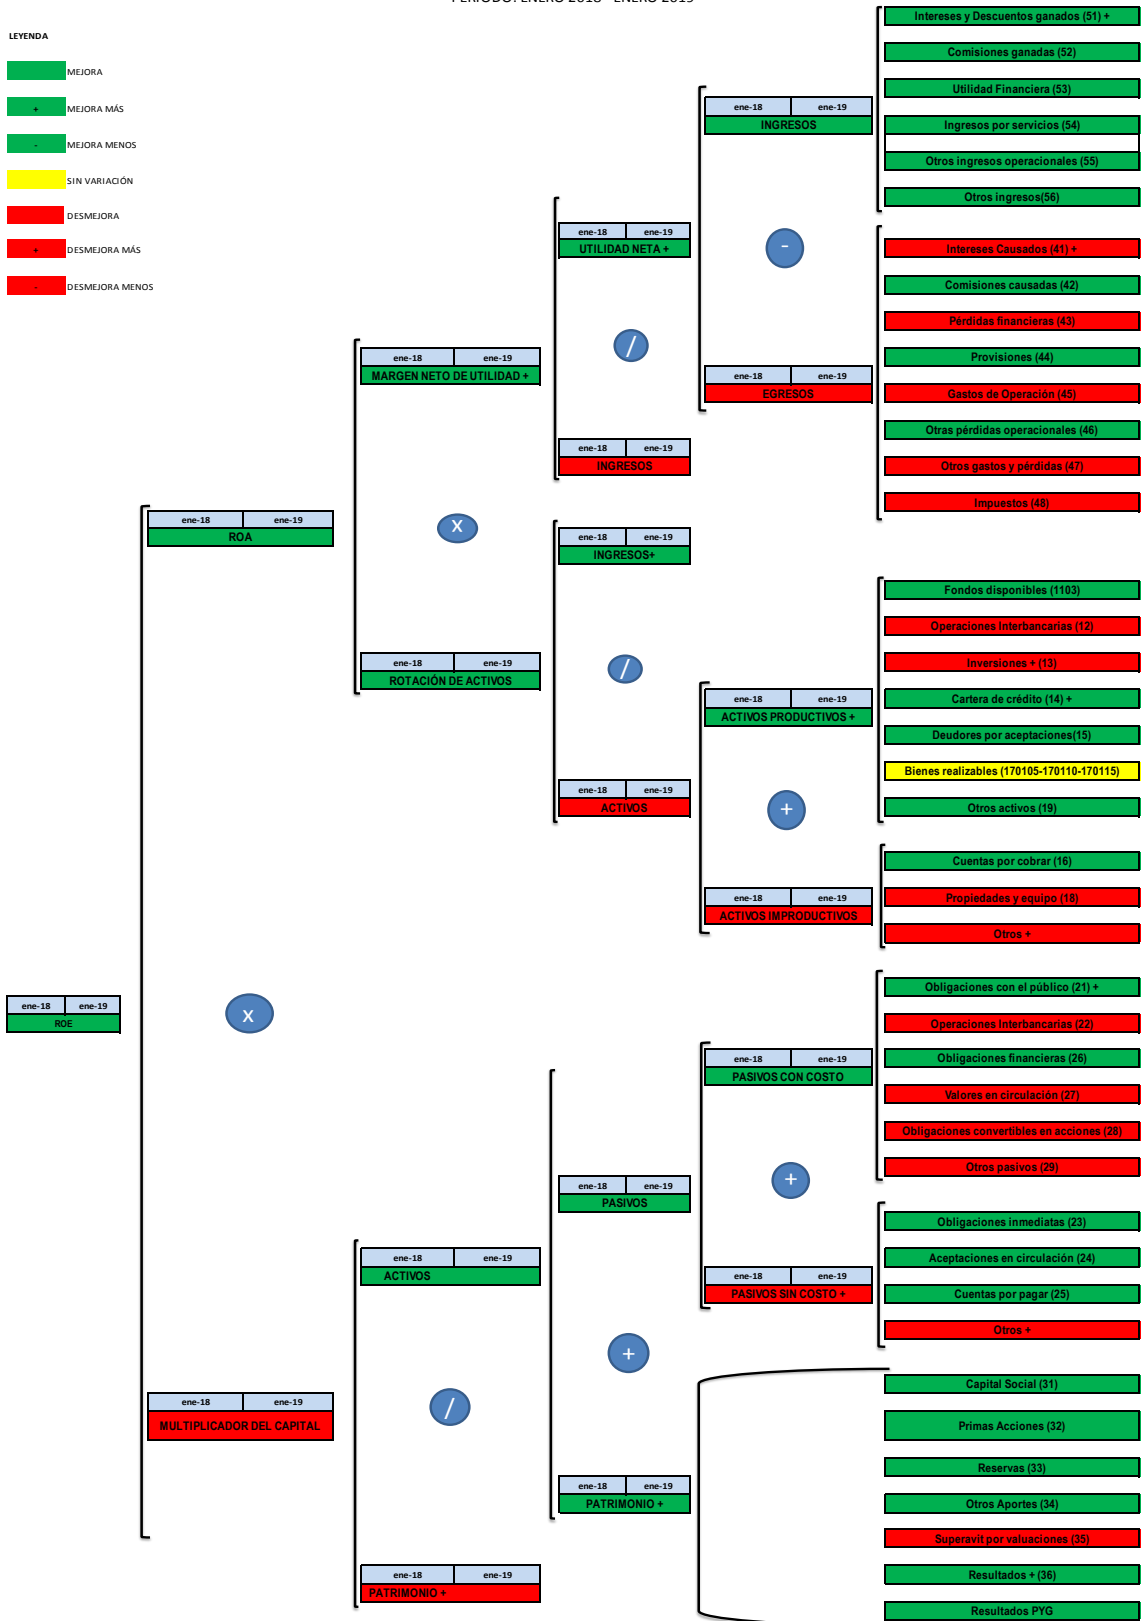 PERÍODO: ENERO 2018 - ENERO 2019
LEYENDA
MEJORA
+ MEJORA MÁS
- MEJORA MENOS
SIN VARIACIÓN
DESMEJORA
+ DESMEJORA MÁS
- DESMEJORA MENOS
Intereses y Descuentos ganados (51) +
Comisiones ganadas (52)
Utilidad Financiera (53)
ene-18 ene-19
INGRESOS
Ingresos por servicios (54)
Otros ingresos operacionales (55)
Otros ingresos(56)
ene-18 ene-19
UTILIDAD NETA +
-
Intereses Causados (41) +
Comisiones causadas (42)
Pérdidas financieras (43)
/
ene-18 ene-19
MARGEN NETO DE UTILIDAD +
Provisiones (44)
ene-18 ene-19
EGRESOS
Gastos de Operación (45)
Otras pérdidas operacionales (46)
ene-18 ene-19
INGRESOS
Otros gastos y pérdidas (47)
Impuestos (48)
ene-18 ene-19
ROA
X
ene-18 ene-19
INGRESOS+
Fondos disponibles (1103)
Operaciones Interbancarias (12)
Inversiones + (13)
ene-18 ene-19
ROTACIÓN DE ACTIVOS
/
Cartera de crédito (14) +
ene-18 ene-19
ACTIVOS PRODUCTIVOS +
Deudores por aceptaciones(15)
Bienes realizables (170105-170110-170115)
ene-18 ene-19
ACTIVOS
+
Otros activos (19)
Cuentas por cobrar (16)
ene-18 ene-19
ACTIVOS IMPRODUCTIVOS
Propiedades y equipo (18)
Otros +
Obligaciones con el público (21) +
ene-18 ene-19
ROE
X
Operaciones Interbancarias (22)
Obligaciones financieras (26)
ene-18 ene-19
PASIVOS CON COSTO
Valores en circulación (27)
Obligaciones convertibles en acciones (28)
Otros pasivos (29)
ene-18 ene-19
PASIVOS
+
Obligaciones inmediatas (23)
Aceptaciones en circulación (24)
ene-18 ene-19
ACTIVOS
ene-18 ene-19
PASIVOS SIN COSTO +
Cuentas por pagar (25)
Otros +
+
Capital Social (31)
ene-18 ene-19
MULTIPLICADOR DEL CAPITAL
/
Primas Acciones (32)
Reservas (33)
ene-18 ene-19
PATRIMONIO +
Otros Aportes (34)
Superavit por valuaciones (35)
ene-18 ene-19
PATRIMONIO +
Resultados + (36)
Resultados PYG